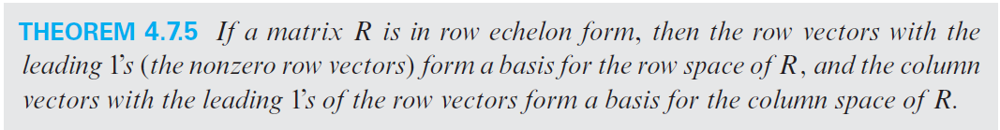 THEOREM 4.7.5 If a matrix R is in row echelon form, then the row vectors with the
leading 1's (the nonzero row vectors) form a basis for the row space of R, and the column
vectors with the leading 1's of the row vectors form a basis for the column space of R.